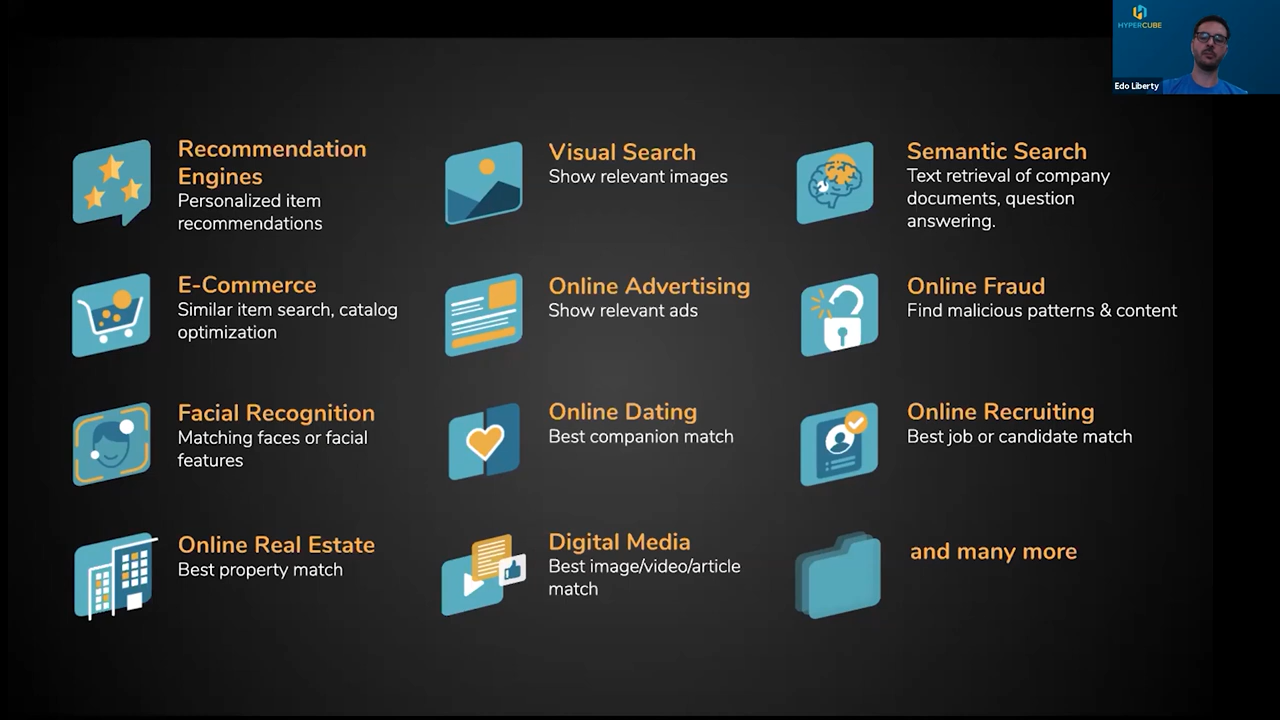 HYPERCUBE
Edo Liberty
Recommendation
Engines
Personalized item
recommendations
Visual Search
Show relevant images
Semantic Search
Text retrieval of company
documents, question
answering.
E-Commerce
Similar item search, catalog
optimization
Online Advertising
Show relevant ads
Online Fraud
Find malicious patterns & content
Facial Recognition
Matching faces or facial
features
Online Dating
Best companion match
Online Recruiting
Best job or candidate match
Online Real Estate
Best property match
Digital Media
Best image/video/article
match
and many more